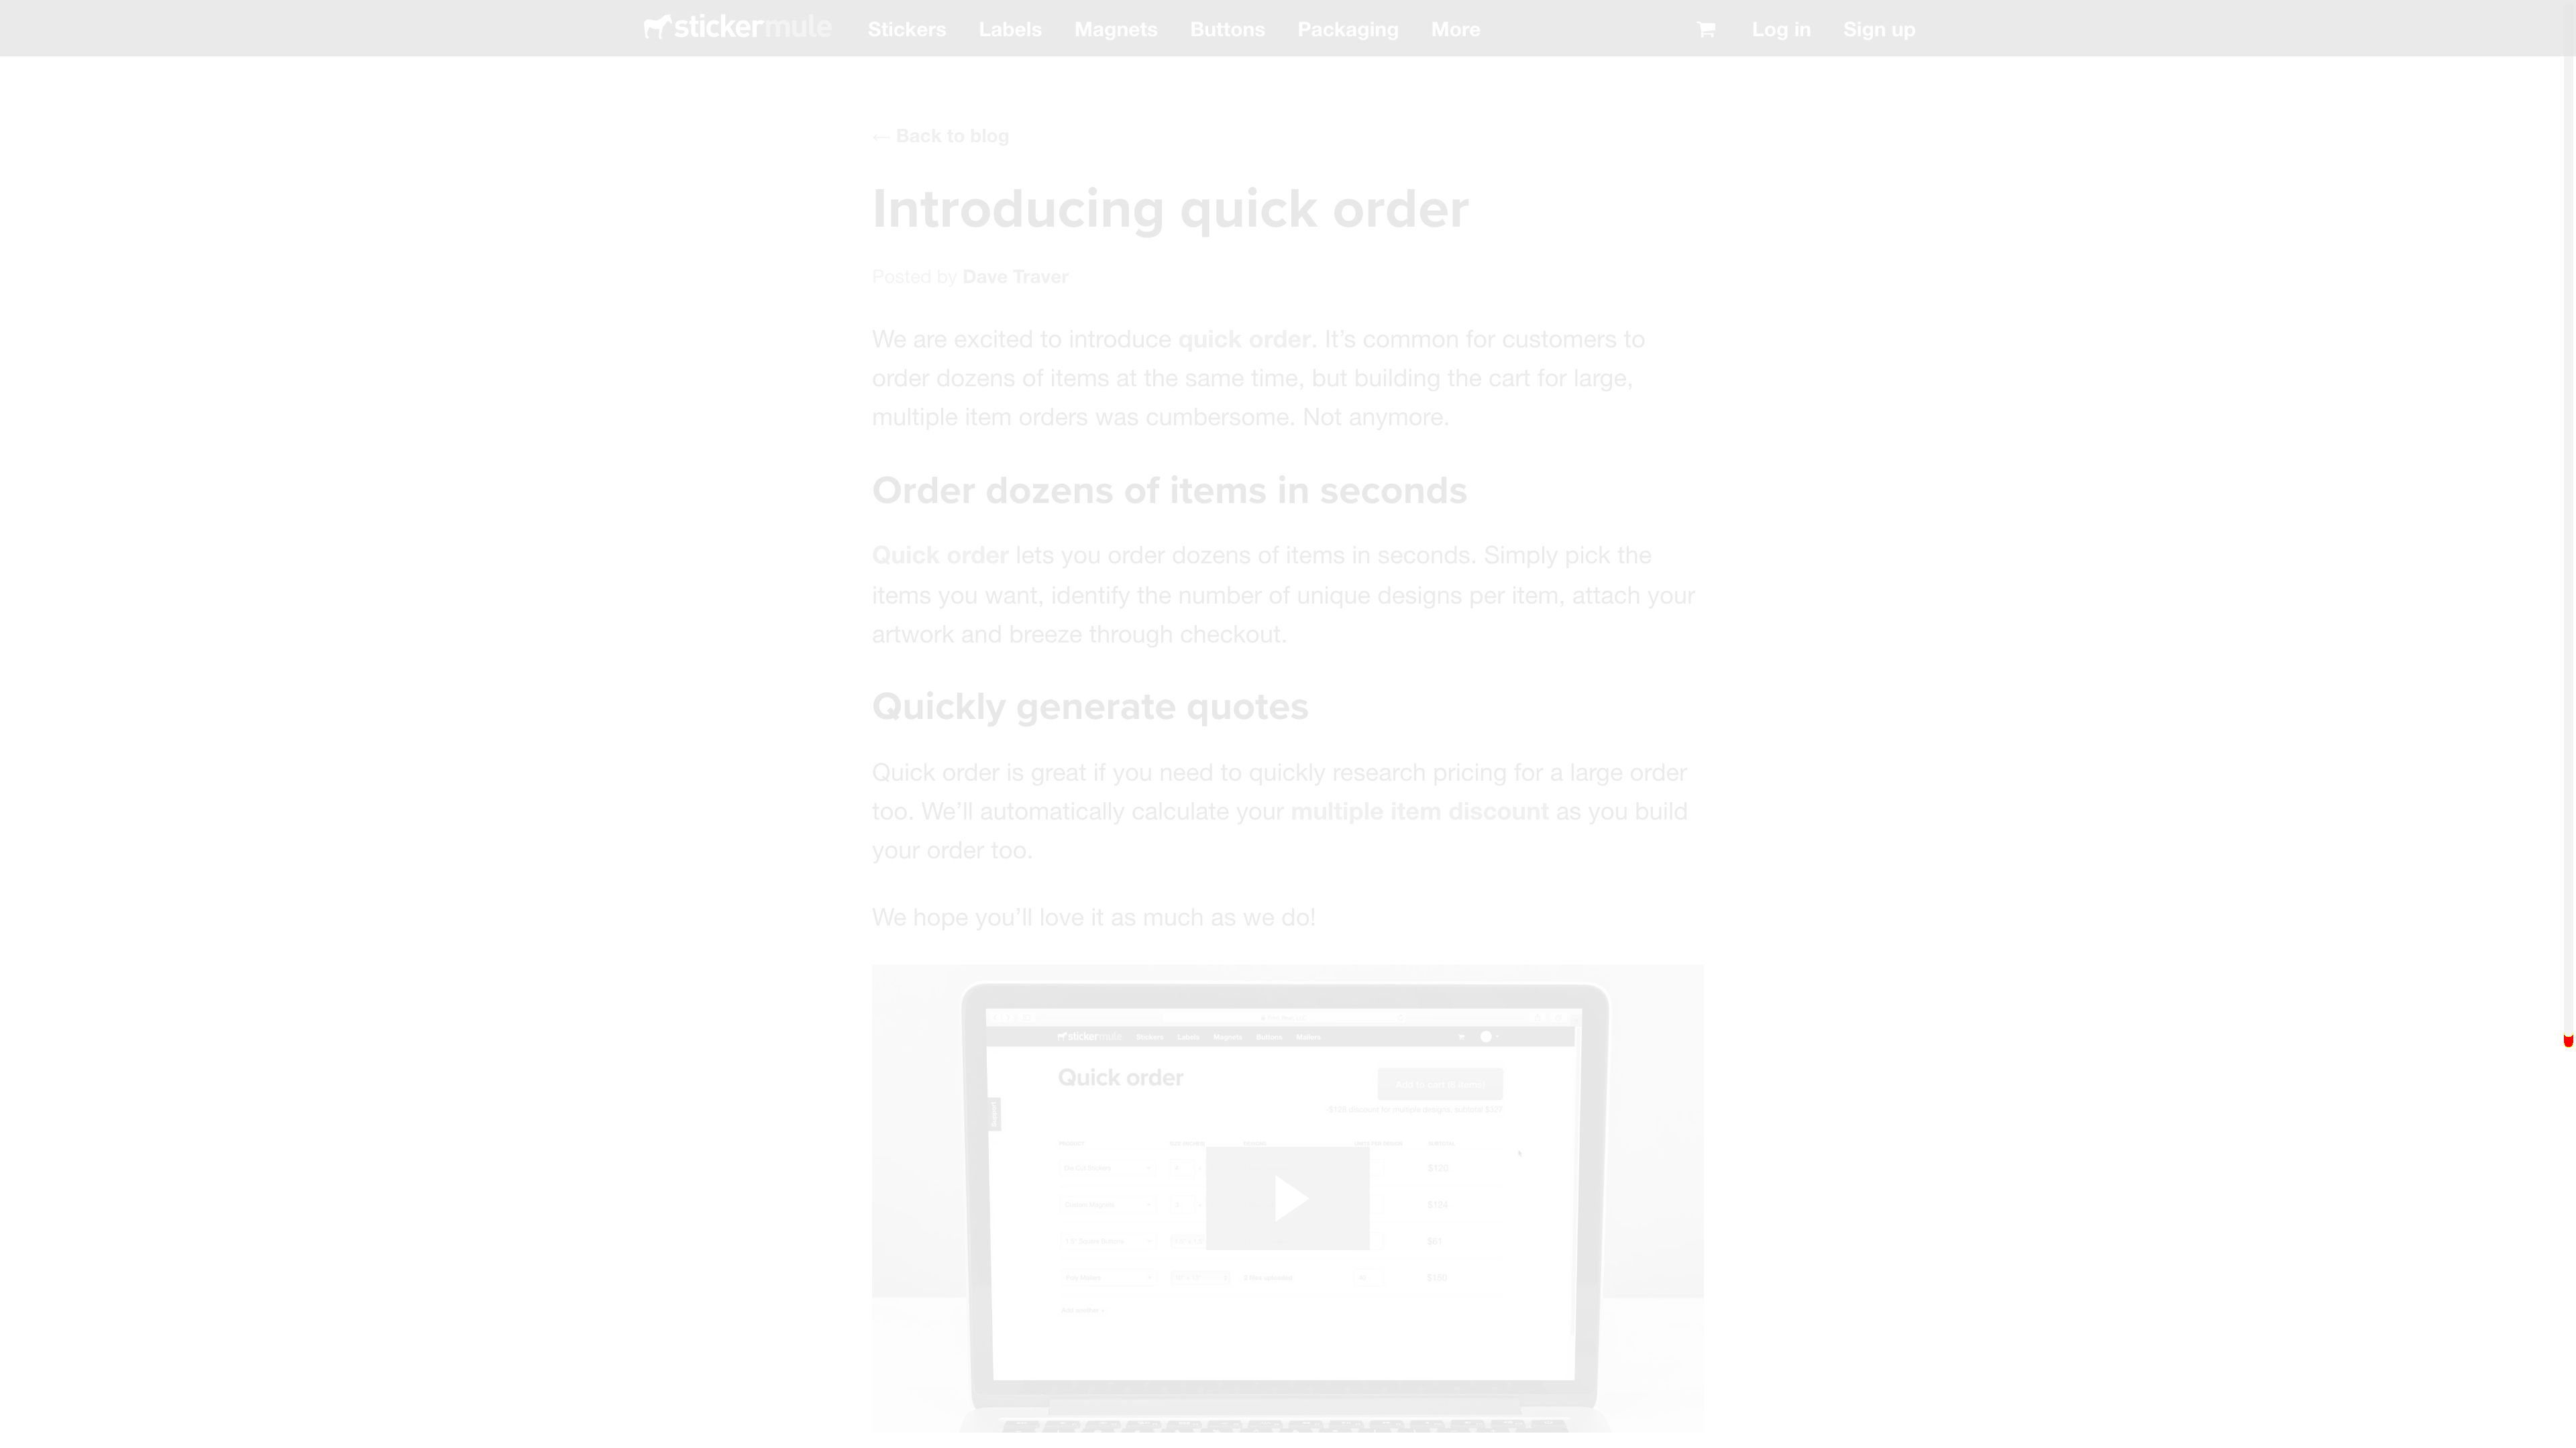 stickermule Stickers Labels Magnets Buttons Packaging More Log in Sign up
← Back to blog
Introducing quick order
Posted by Dave Traver
We are excited to introduce quick order. It’s common for customers to
order dozens of items at the same time, but building the cart for large,
multiple item orders was cumbersome. Not anymore.
Order dozens of items in seconds
Quick order lets you order dozens of items in seconds. Simply pick the
items you want, identify the number of unique designs per item, attach your
artwork and breeze through checkout.
Quickly generate quotes
Quick order is great if you need to quickly research pricing for a large order
too. We’ll automatically calculate your multiple item discount as you build
your order too.
We hope you’ll love it as much as we do!
stickermule Stickers Labels Magnets Buttons Mailers
Quick order
$120
$124
$61
$150